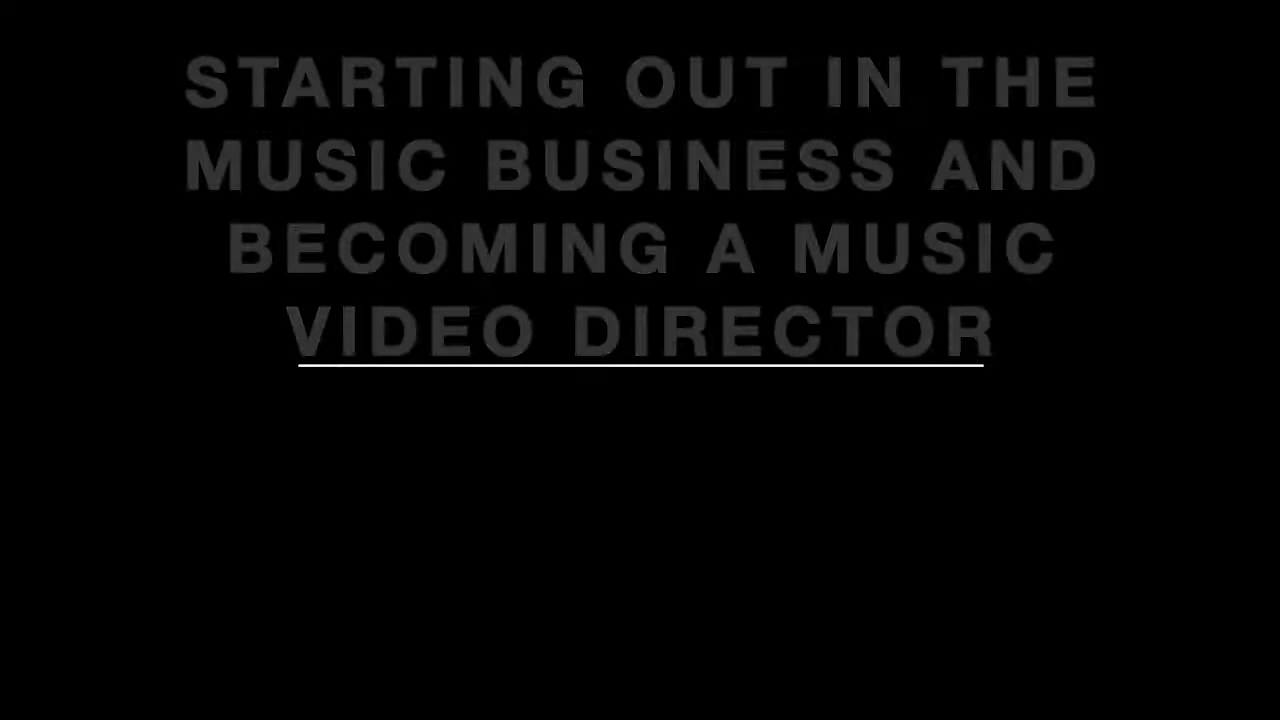 STARTING OUT IN THE
MUSIC BUSINESS AND
BECOMING A MUSIC
VIDEO DIRECTOR